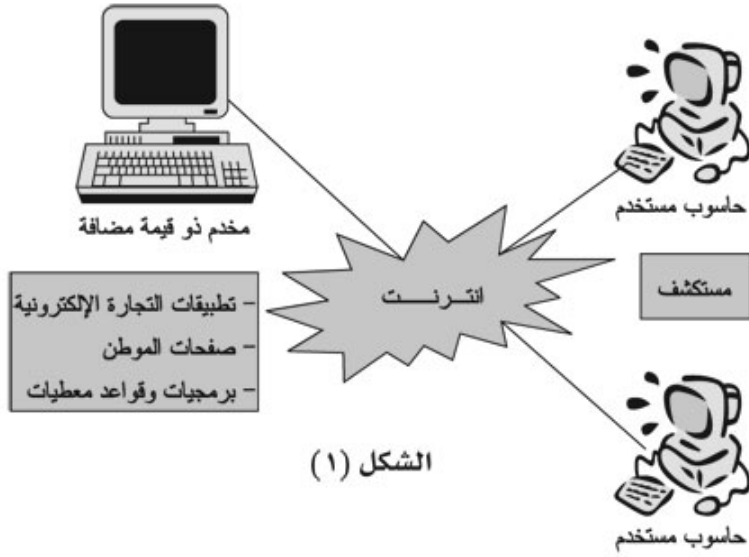 حاسوب مستخدم
مخدم ذو قيمة مضافة
انترنــــت
مستكشف
– تطبيقات التجارة الإلكترونية
– صفحات الموطن
– برمجيات وقواعد معطيات
الشكل (١)
حاسوب مستخدم